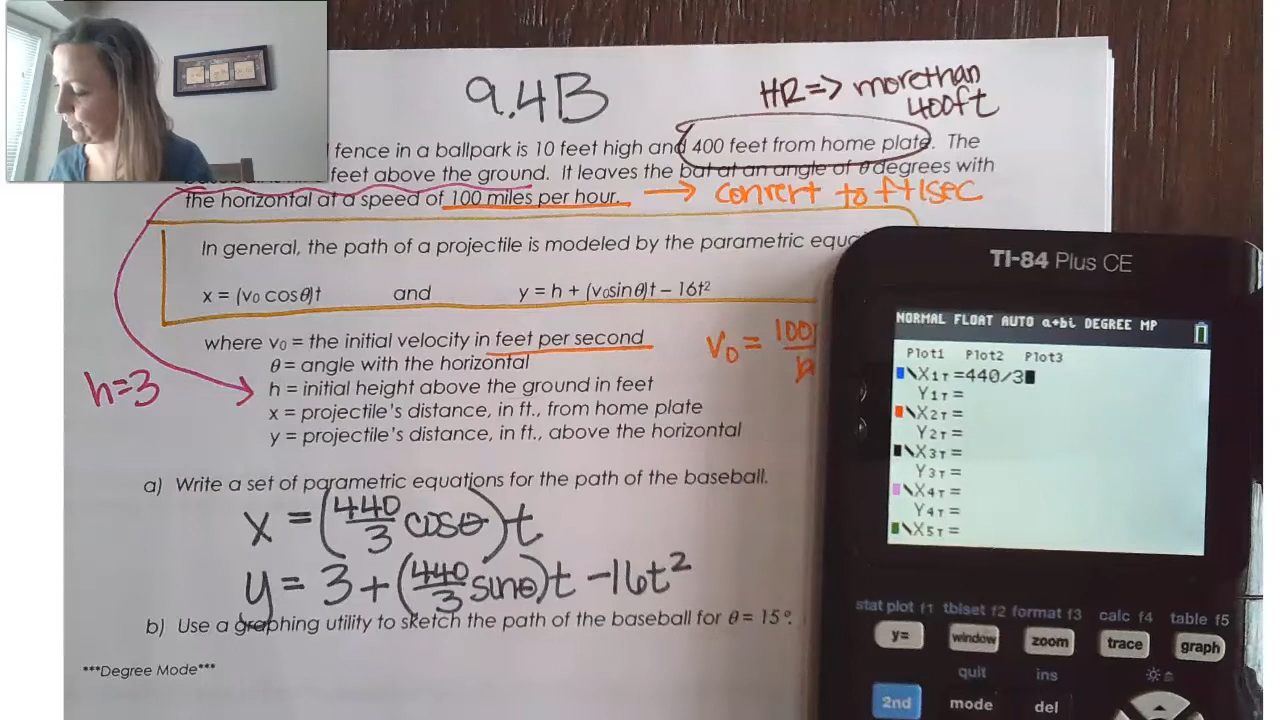 9.4B
HR => more than
400ft
fence in a ballpark is 10 feet high and 400 feet from home plate. The
feet above the ground. It leaves the bat at an angle of θ degrees with
the horizontal at a speed of 100 miles per hour. → convert to ft/sec
In general, the path of a projectile is modeled by the parametric
x = (v₀ cosθ)t and y = h + (v₀sinθ)t – 16t²
where v₀ = the initial velocity in feet per second
θ = angle with the horizontal
h = initial height above the ground in feet
x = projectile's distance, in ft., from home plate
y = projectile's distance, in ft., above the horizontal
h=3
V₀ = 100
a) Write a set of parametric equations for the path of the baseball.
x = (440/3 cosθ)t
y = 3 + (440/3 sinθ)t - 16t²
b) Use a graphing utility to sketch the path of the baseball for θ = 15°.
***Degree Mode***
TI-84 Plus CE
NORMAL FLOAT AUTO a+bi DEGREE MP
Plot1 Plot2 Plot3
\X1T=440/3
Y1T=
\X2T=
Y2T=
\X3T=
Y3T=
\X4T=
Y4T=
\X5T=
stat plot f1 tblset f2 format f3 calc f4 table f5
y= window zoom trace graph
quit ins
2nd mode del